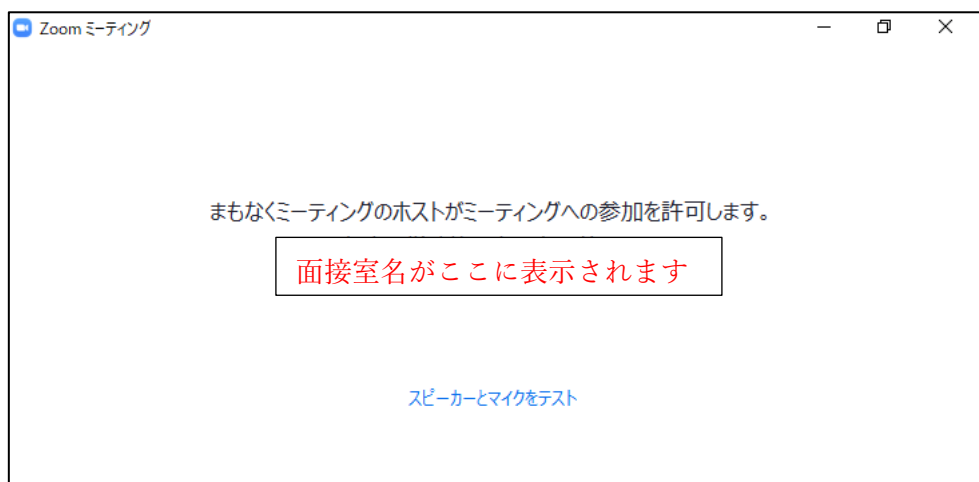 Zoom ミーティング
まもなくミーティングのホストがミーティングへの参加を許可します。
面接室名がここに表示されます
スピーカーとマイクをテスト